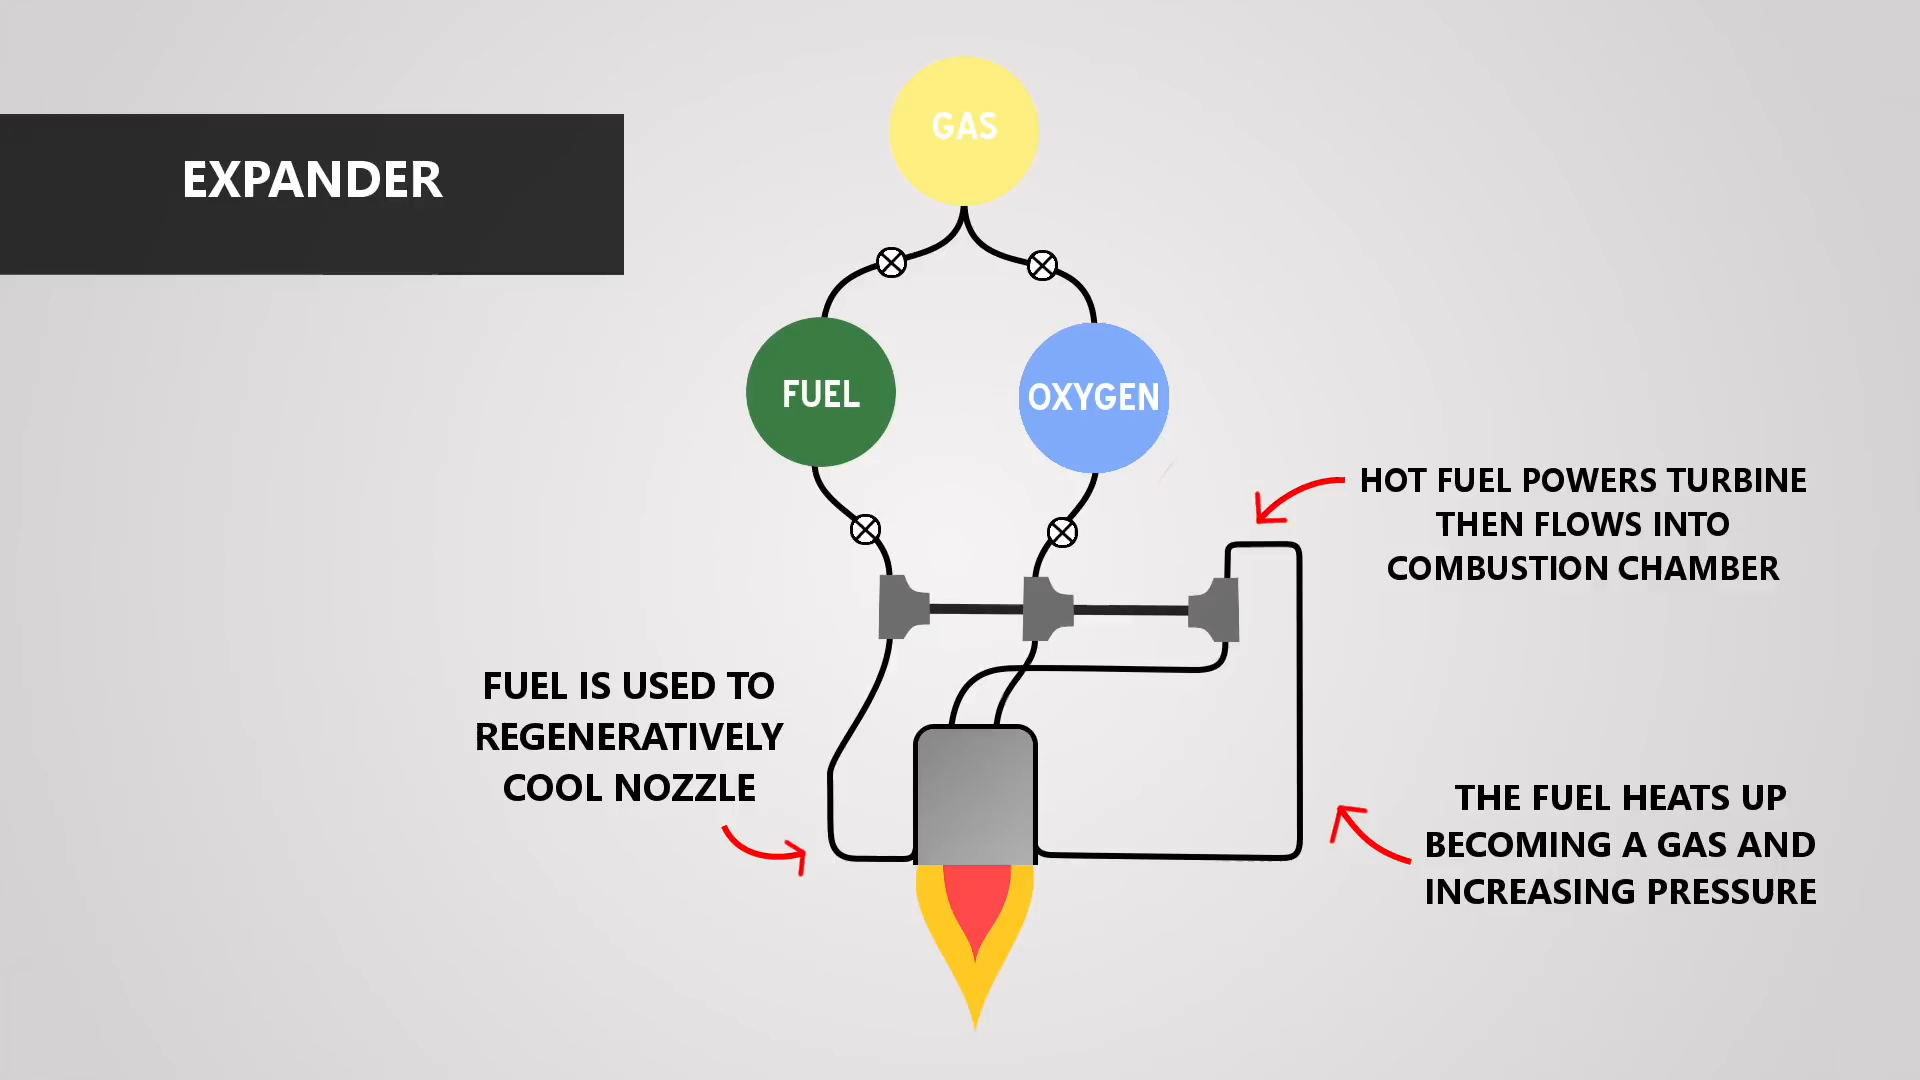 GAS
EXPANDER
FUEL
OXYGEN
HOT FUEL POWERS TURBINE
THEN FLOWS INTO
COMBUSTION CHAMBER
FUEL IS USED TO
REGENERATIVELY
COOL NOZZLE
THE FUEL HEATS UP
BECOMING A GAS AND
INCREASING PRESSURE